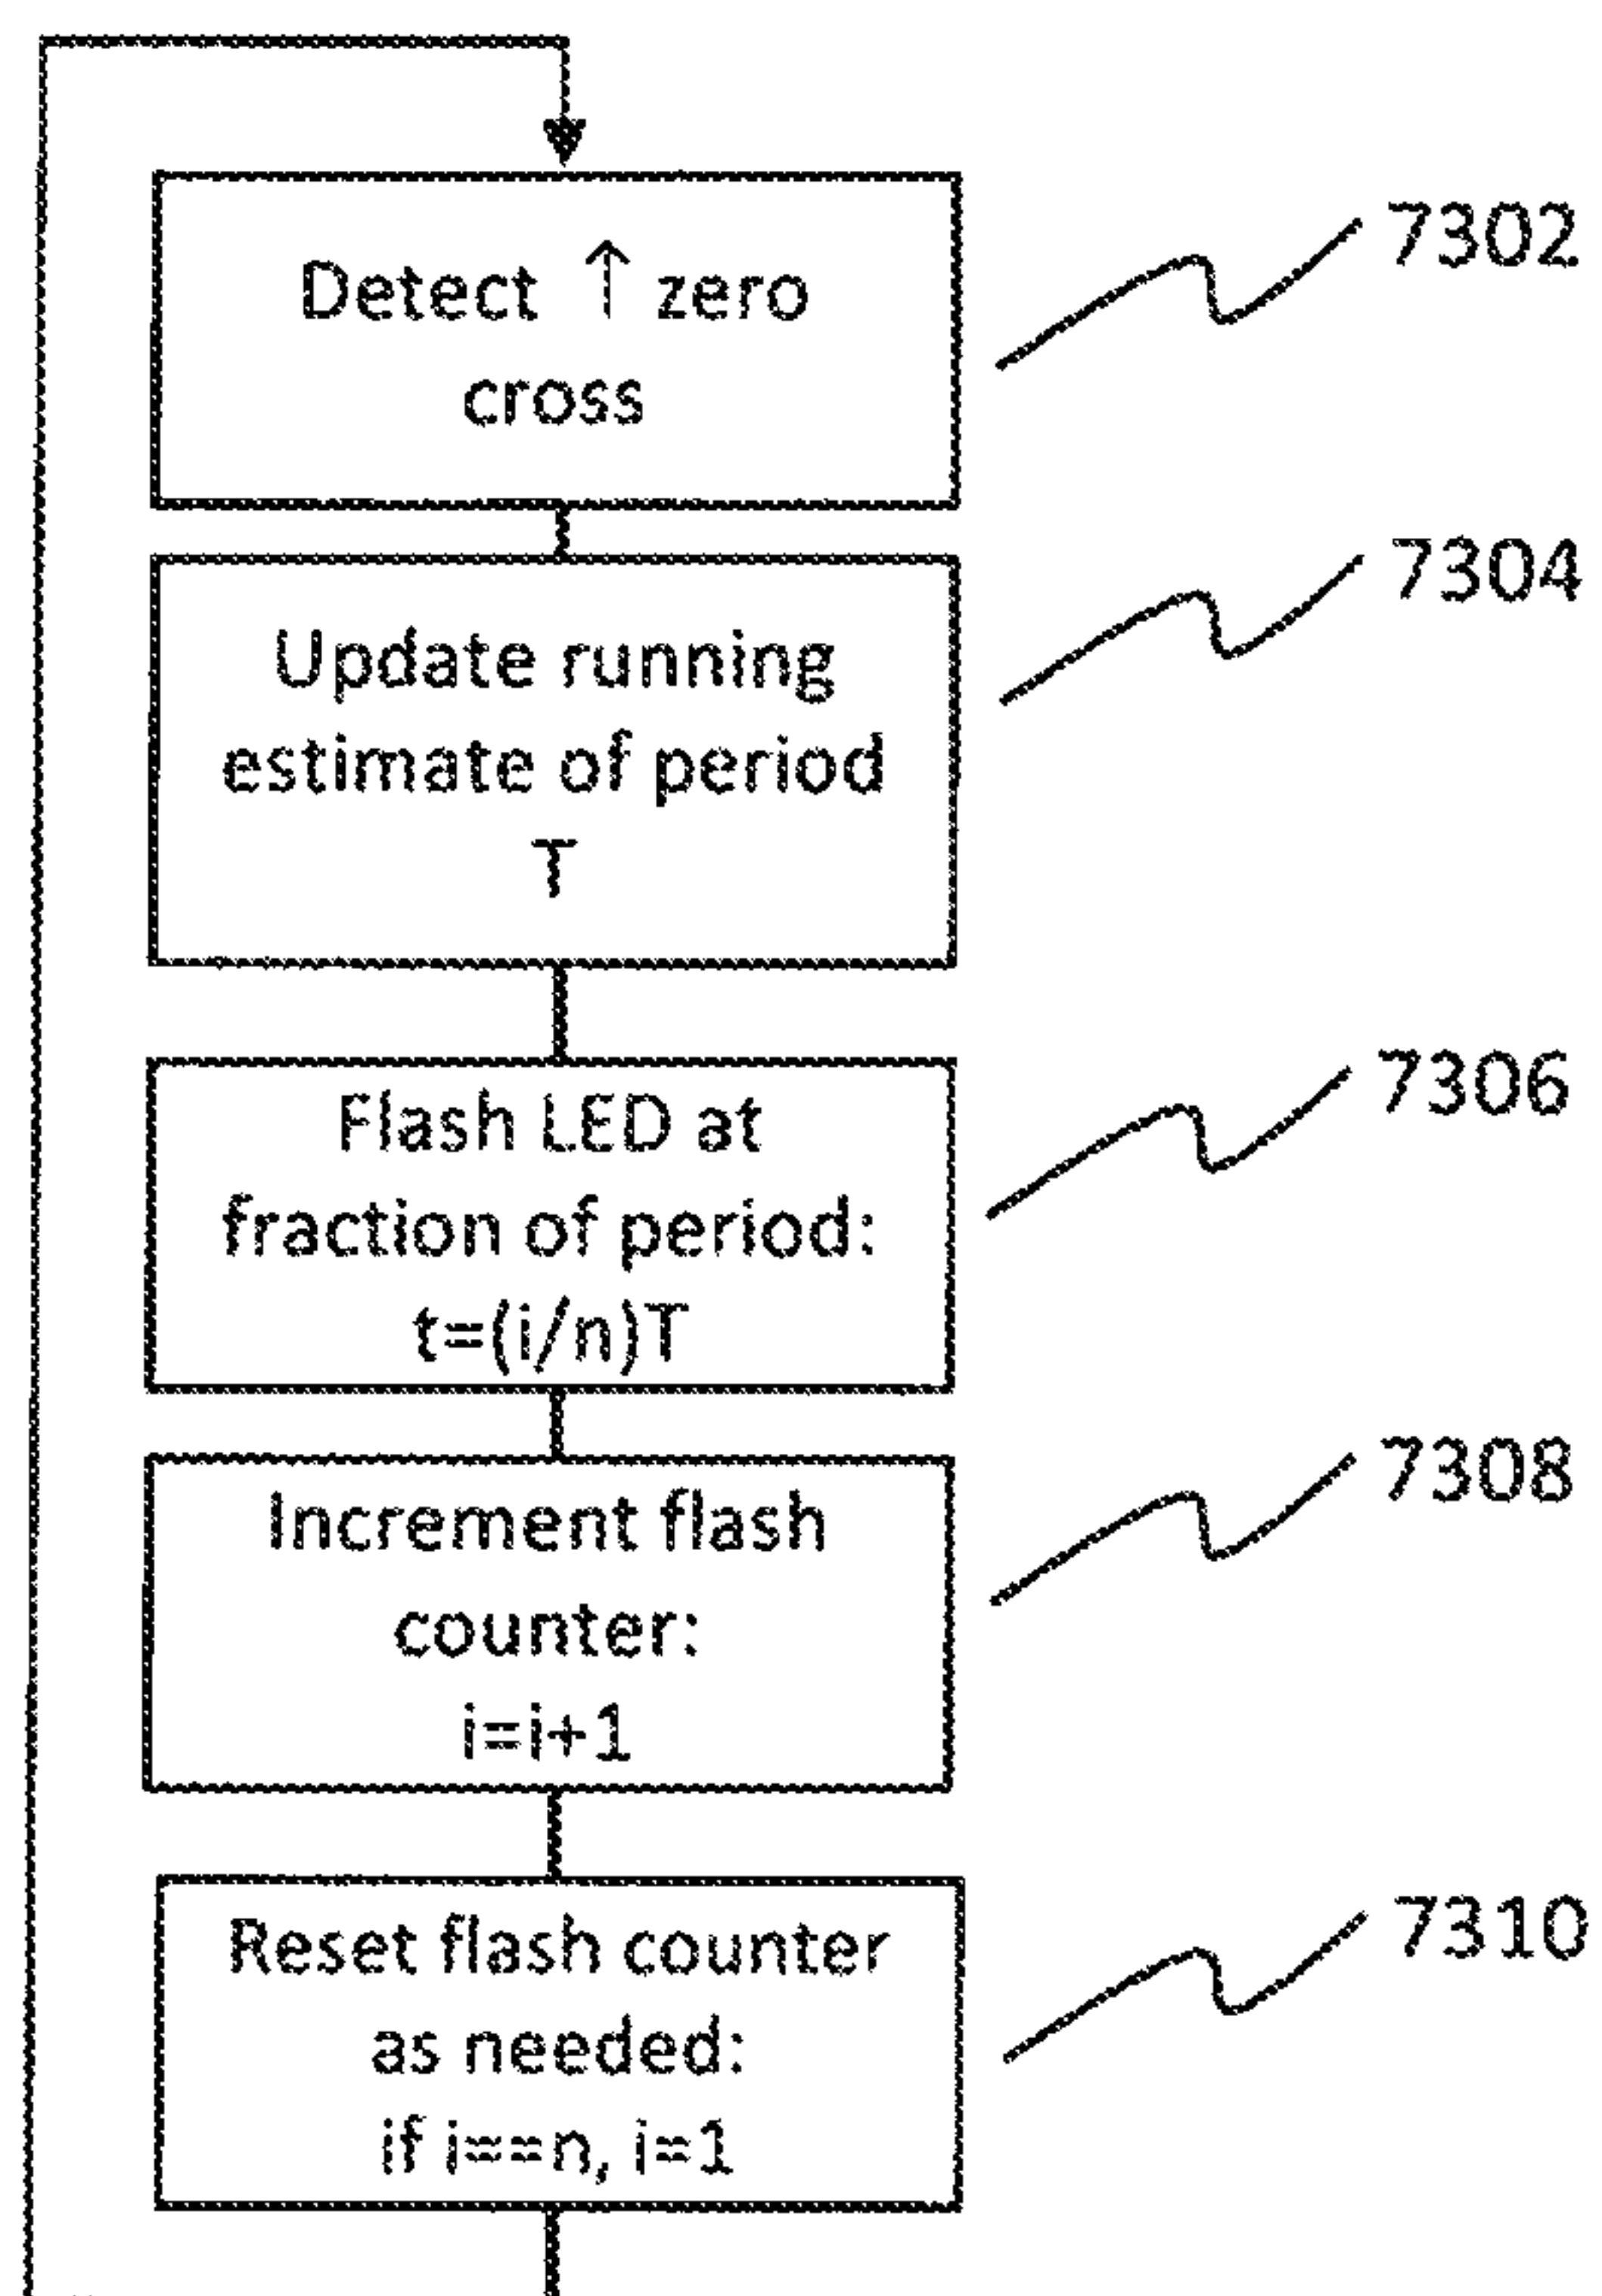 Detect ↑ zero
cross
7302
Update running
estimate of period
T
7304
Flash LED at
fraction of period:
t=(i/n)T
7306
Increment flash
counter:
i=i+1
7308
Reset flash counter
as needed:
if i==n, i=1
7310